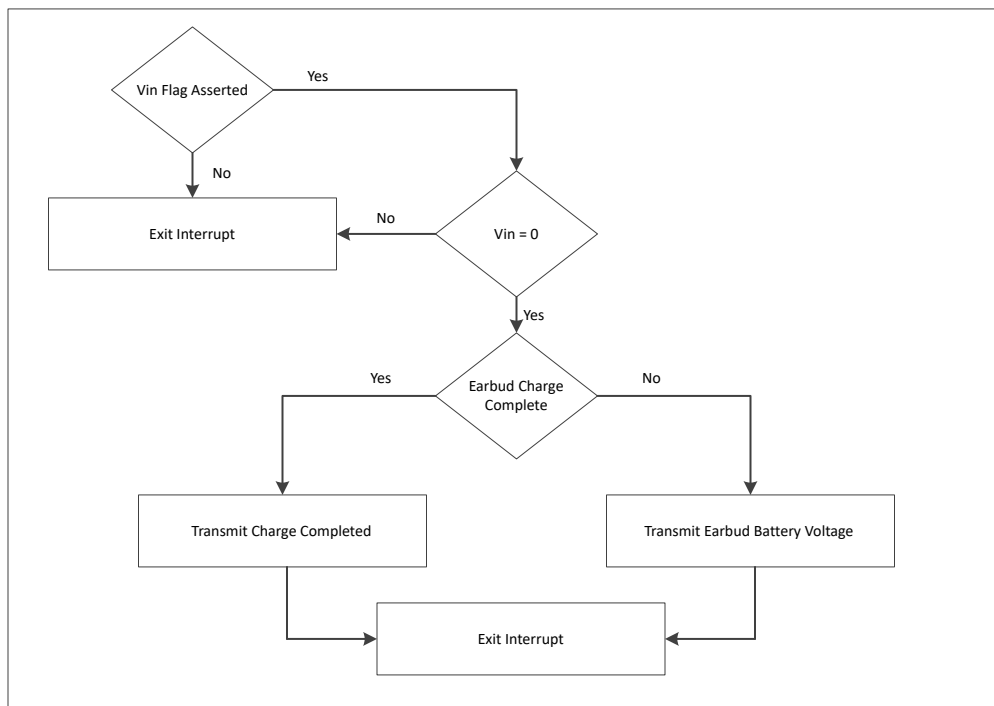 Yes
Vin Flag Asserted
No
Exit Interrupt
No
Vin = 0
Yes
Yes
Earbud Charge
Complete
No
Transmit Charge Completed
Transmit Earbud Battery Voltage
Exit Interrupt